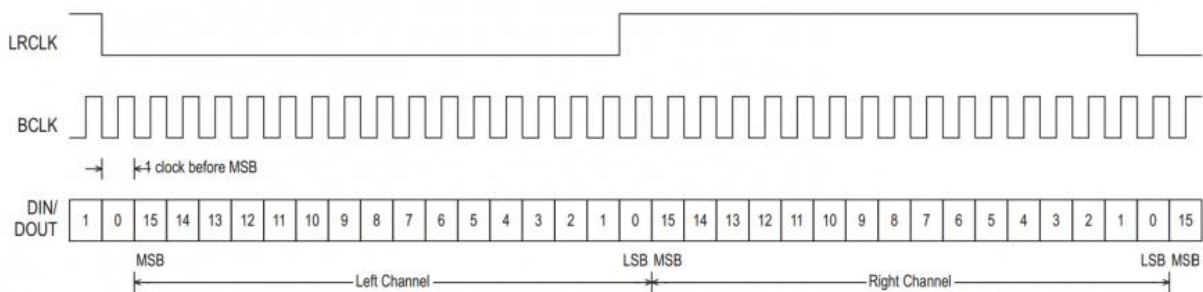 LRCLK
BCLK
1 clock before MSB
DIN/
DOUT
1 0 15 14 13 12 11 10 9 8 7 6 5 4 3 2 1 0 15 14 13 12 11 10 9 8 7 6 5 4 3 2 1 0 15
MSB LSB MSB LSB MSB
Left Channel Right Channel